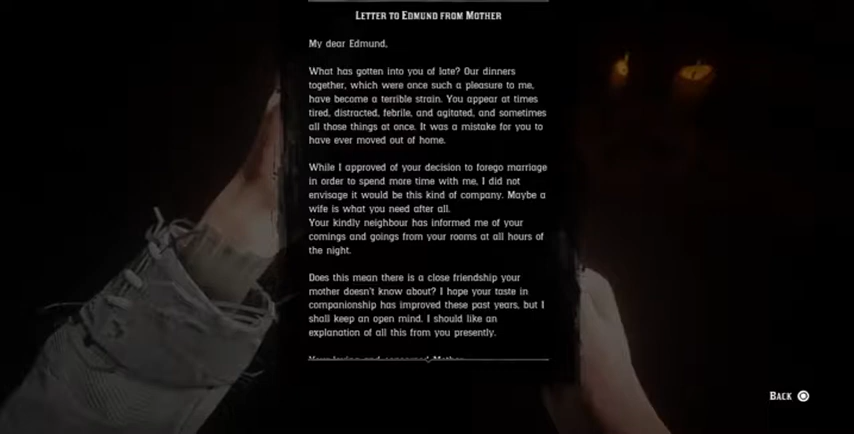 Letter to Edmund from Mother
My dear Edmund,
What has gotten into you of late? Our dinners
together, which were once such a pleasure to me,
have become a terrible strain. You appear at times
tired, distracted, febrile, and agitated, and sometimes
all those things at once. It was a mistake for you to
have ever moved out of home.
While I approved of your decision to forego marriage
in order to spend more time with me, I did not
envisage it would be this kind of company. Maybe a
wife is what you need after all.
Your kindly neighbour has informed me of your
comings and goings from your rooms at all hours of
the night.
Does this mean there is a close friendship your
mother doesn't know about? I hope your taste in
companionship has improved these past years, but I
shall keep an open mind. I should like an
explanation of all this from you presently.
Your loving and concerned Mother
Back